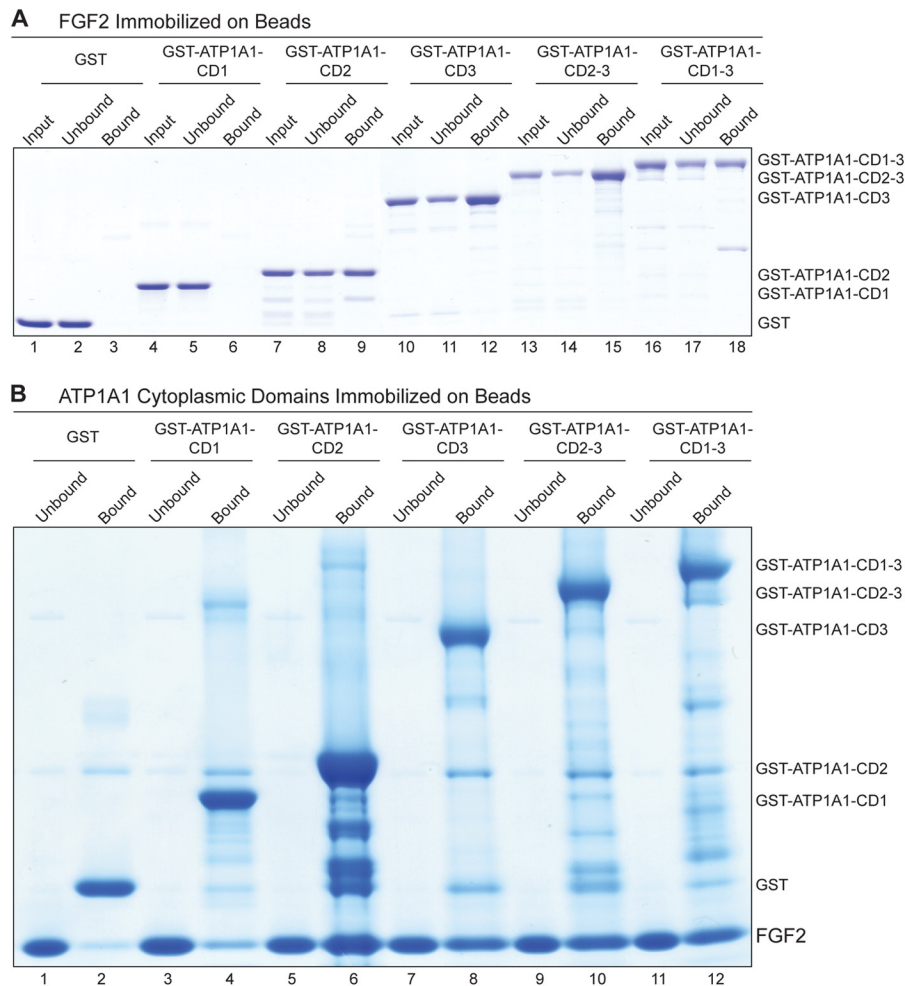 A FGF2 Immobilized on Beads
GST
GST-ATP1A1-
CD1
GST-ATP1A1-
CD2
GST-ATP1A1-
CD3
GST-ATP1A1-
CD2-3
GST-ATP1A1-
CD1-3
Input Unbound Bound Input Unbound Bound Input Unbound Bound Input Unbound Bound Input Unbound Bound Input Unbound Bound
GST-ATP1A1-CD1-3
GST-ATP1A1-CD2-3
GST-ATP1A1-CD3
GST-ATP1A1-CD2
GST-ATP1A1-CD1
GST
1 2 3 4 5 6 7 8 9 10 11 12 13 14 15 16 17 18
B ATP1A1 Cytoplasmic Domains Immobilized on Beads
GST
GST-ATP1A1-
CD1
GST-ATP1A1-
CD2
GST-ATP1A1-
CD3
GST-ATP1A1-
CD2-3
GST-ATP1A1-
CD1-3
Unbound Bound Unbound Bound Unbound Bound Unbound Bound Unbound Bound Unbound Bound
GST-ATP1A1-CD1-3
GST-ATP1A1-CD2-3
GST-ATP1A1-CD3
GST-ATP1A1-CD2
GST-ATP1A1-CD1
GST
FGF2
1 2 3 4 5 6 7 8 9 10 11 12